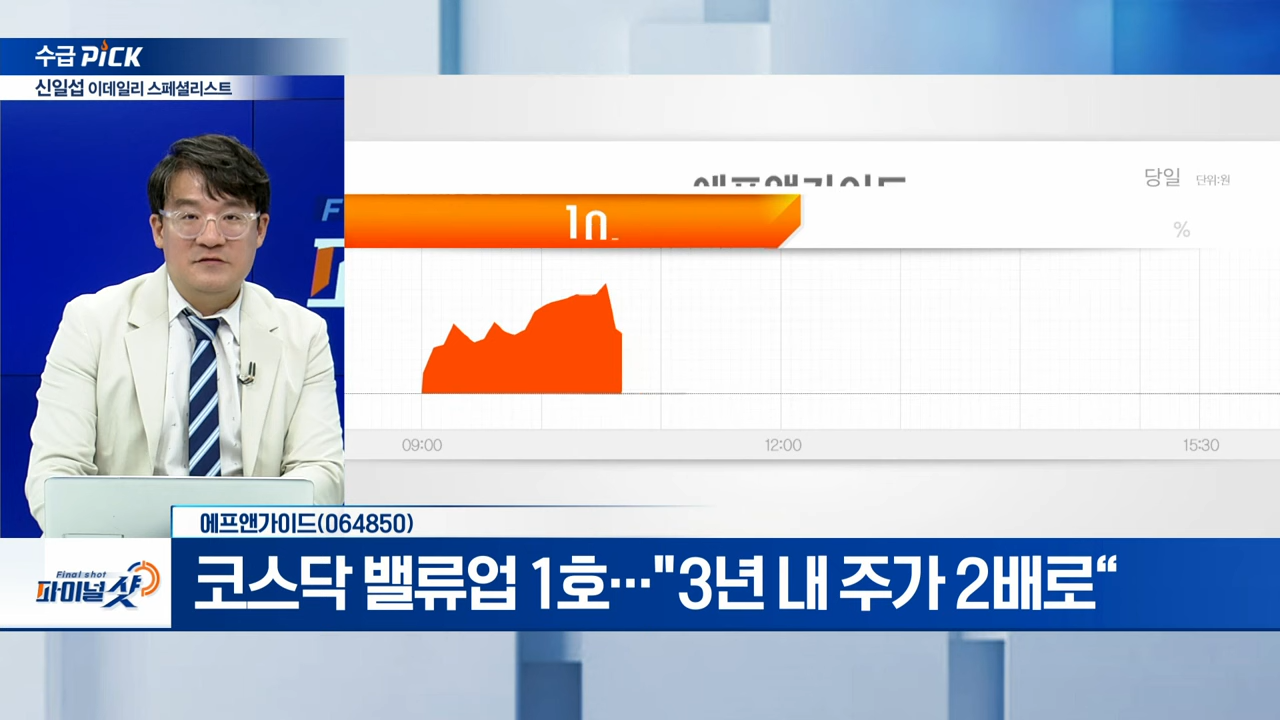 수급 PiCK
신일섭 이데일리 스페셜리스트
당일 단위:원
%
09:00 12:00 15:30
에프앤가이드(064850)
Final shot
파이널샷
코스닥 밸류업 1호…"3년 내 주가 2배로“